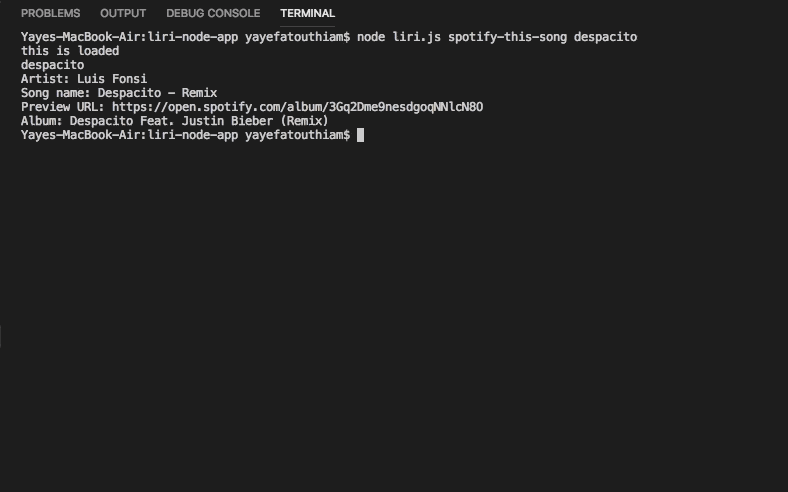 PROBLEMS OUTPUT DEBUG CONSOLE TERMINAL
Yayes-MacBook-Air:liri-node-app yayefatouthiam$ node liri.js spotify-this-song despacito
this is loaded
despacito
Artist: Luis Fonsi
Song name: Despacito - Remix
Preview URL: https://open.spotify.com/album/3Gq2Dme9nesdgoqNNlcN8O
Album: Despacito Feat. Justin Bieber (Remix)
Yayes-MacBook-Air:liri-node-app yayefatouthiam$